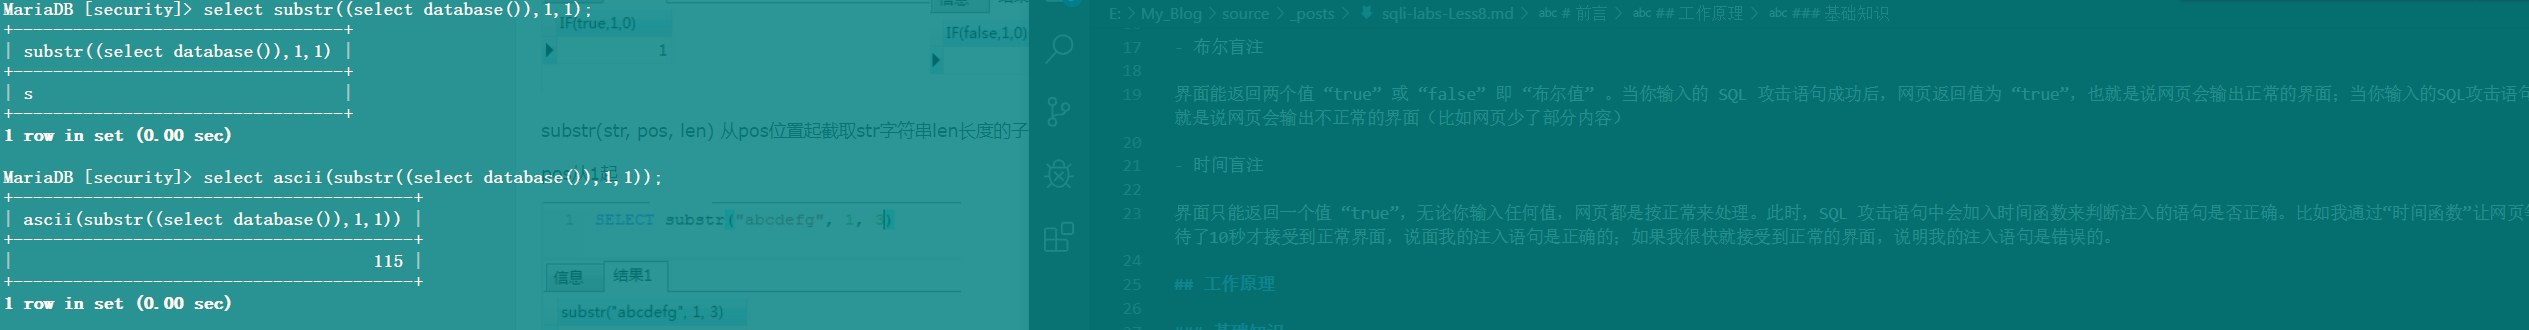 MariaDB [security]> select substr((select database()),1,1);
+---------------------------------+
| substr((select database()),1,1) |
+---------------------------------+
| s                               |
+---------------------------------+
1 row in set (0.00 sec)
MariaDB [security]> select ascii(substr((select database()),1,1));
+----------------------------------------+
| ascii(substr((select database()),1,1)) |
+----------------------------------------+
|                                    115 |
+----------------------------------------+
1 row in set (0.00 sec)
信息
IF(true,1,0)
1
IF(false,1,0)
substr(str, pos, len) 从pos位置起截取str字符串len长度的子
1 SELECT substr("abcdefg", 1, 3)
信息 结果1
substr("abcdefg", 1, 3)
E: > My_Blog > source > _posts > sqli-labs-Less8.md > abc # 前言 > abc ## 工作原理 > abc ### 基础知识
17 - 布尔盲注
18
19 界面能返回两个值 “true” 或 “false” 即 “布尔值” 。当你输入的 SQL 攻击语句成功后，网页返回值为 “true”，也就是说网页会输出正常的界面；当你输入的SQL攻击语
就是说网页会输出不正常的界面（比如网页少了部分内容）
20
21 - 时间盲注
22
23 界面只能返回一个值 “true”，无论你输入任何值，网页都是按正常来处理。此时，SQL 攻击语句中会加入时间函数来判断注入的语句是否正确。比如我通过“时间函数”让网页
待了10秒才接受到正常界面，说面我的注入语句是正确的；如果我很快就接受到正常的界面，说明我的注入语句是错误的。
24
25 ## 工作原理
26